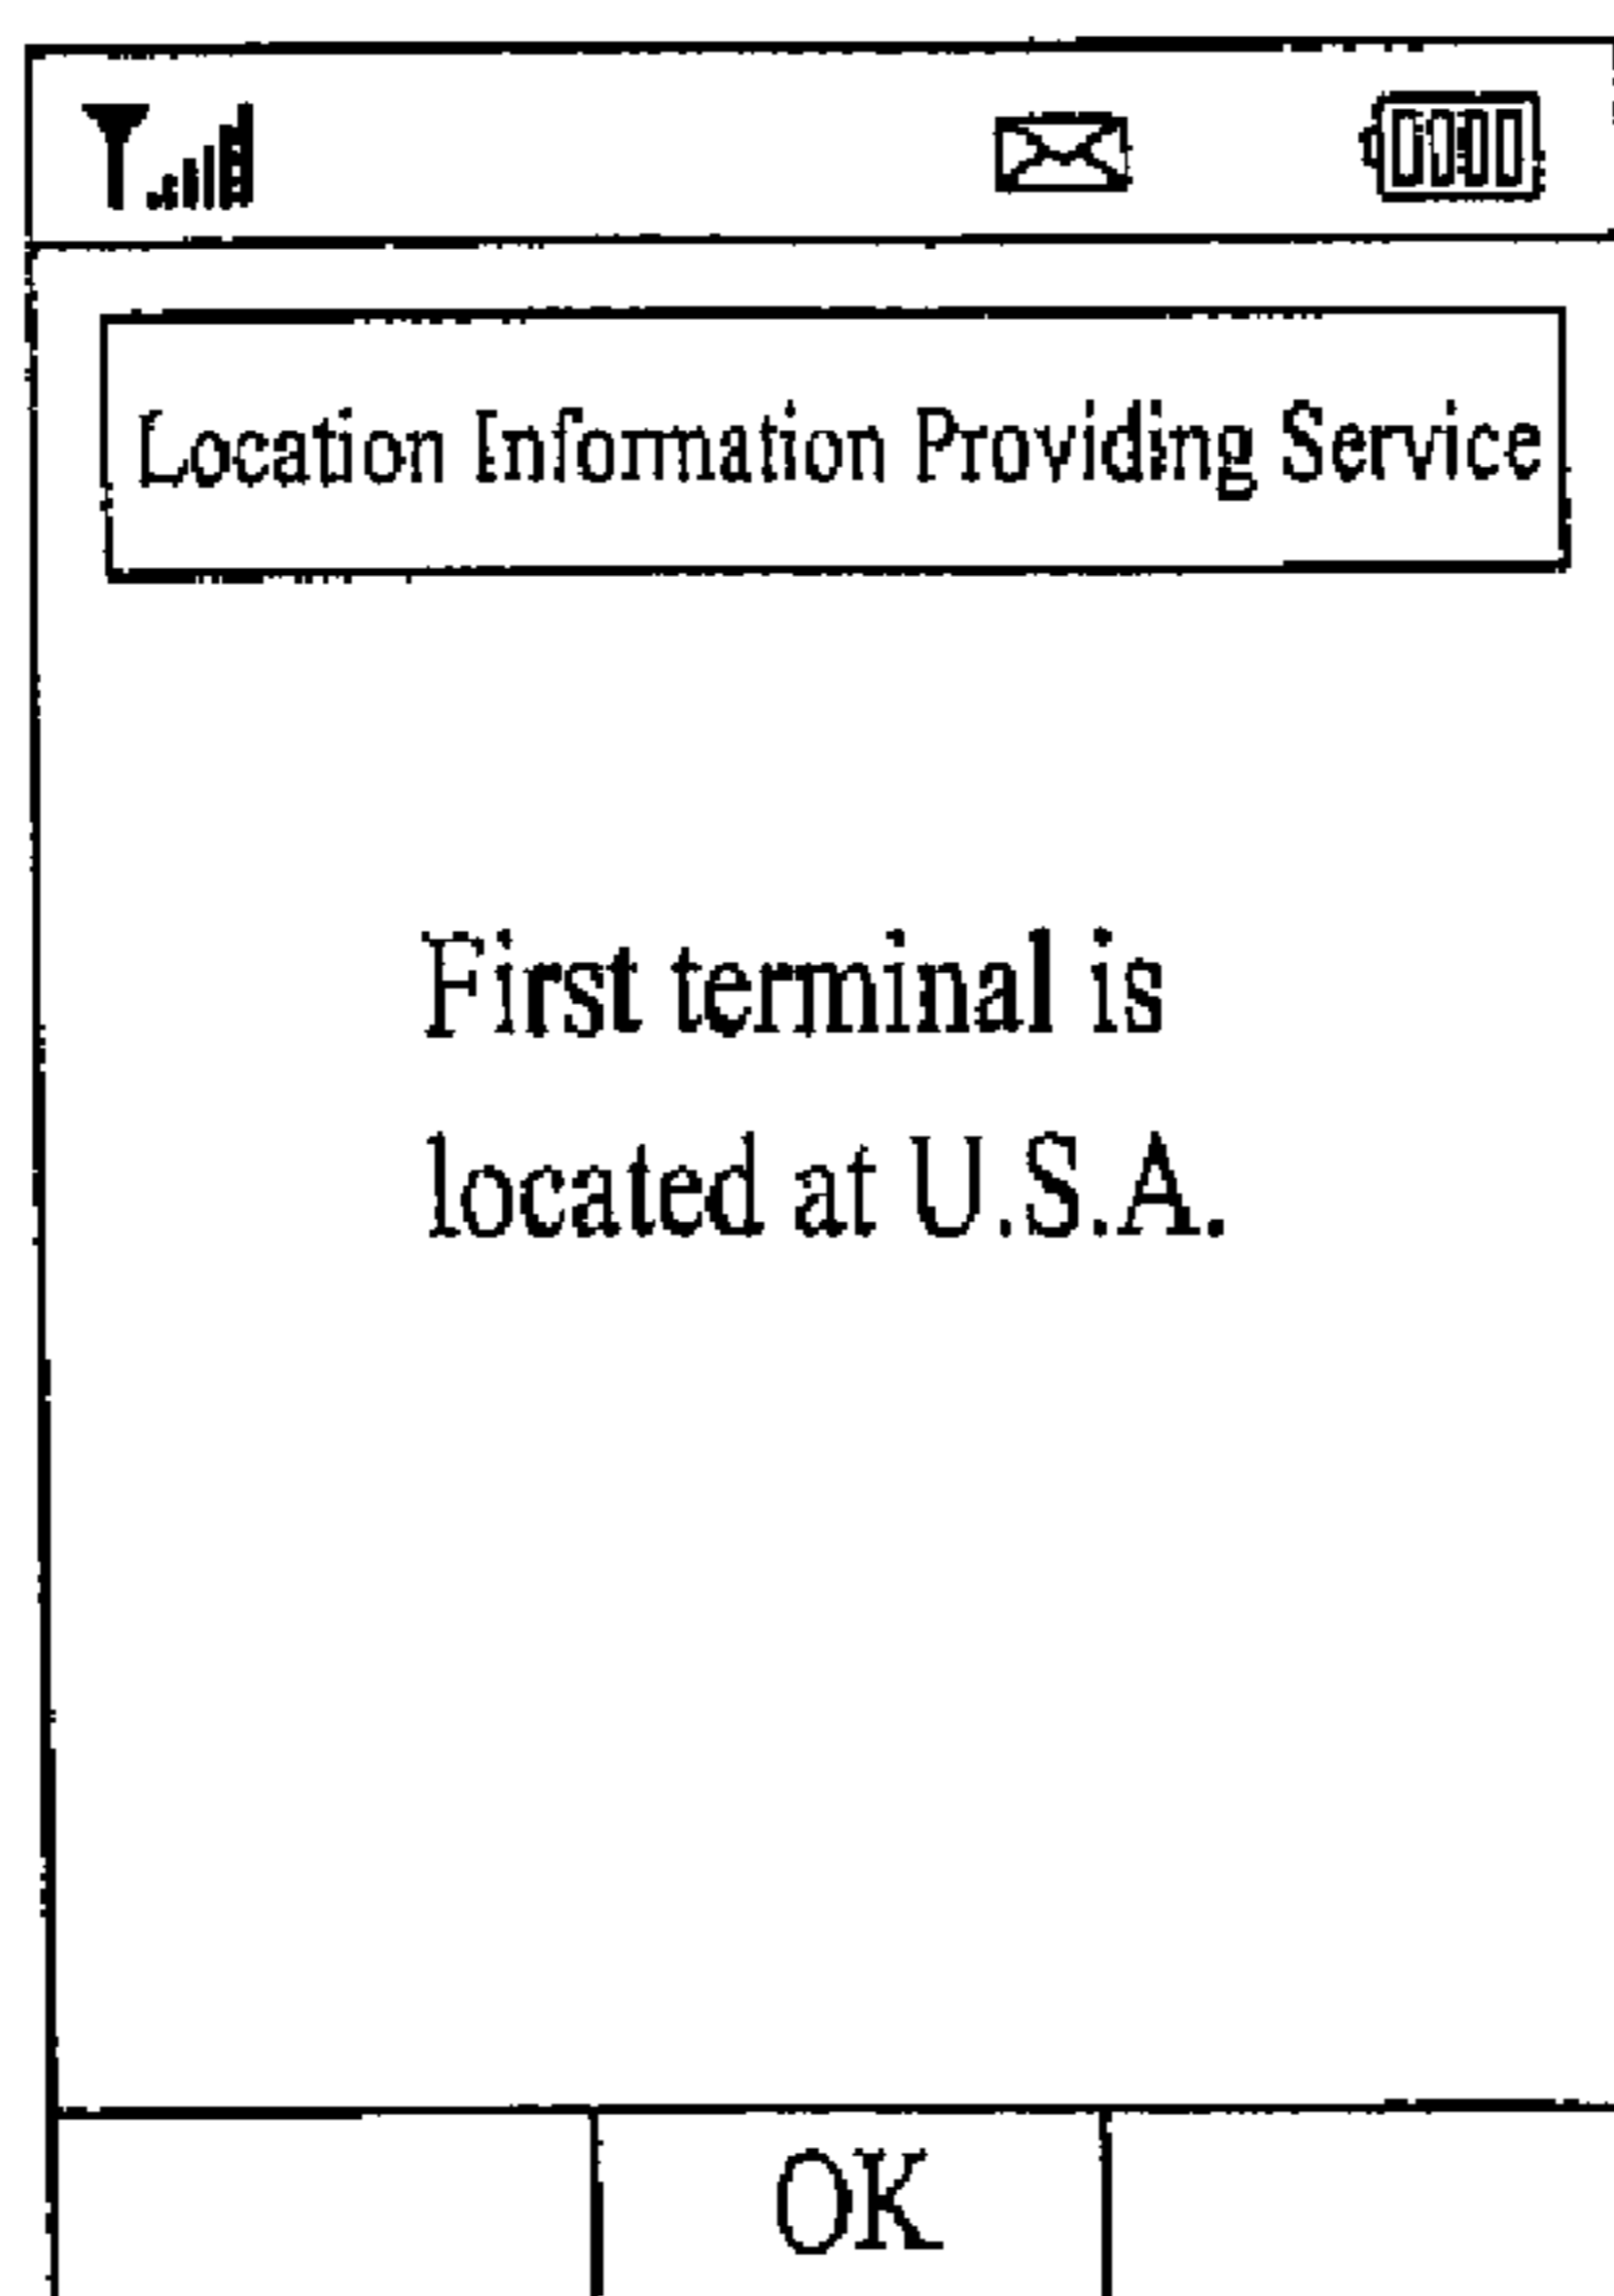 Location Information Providing Service
First terminal is
located at U.S.A.
OK